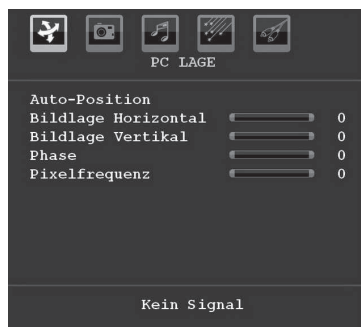 PC LAGE
Auto-Position
Bildlage Horizontal 0
Bildlage Vertikal 0
Phase 0
Pixelfrequenz 0
Kein Signal